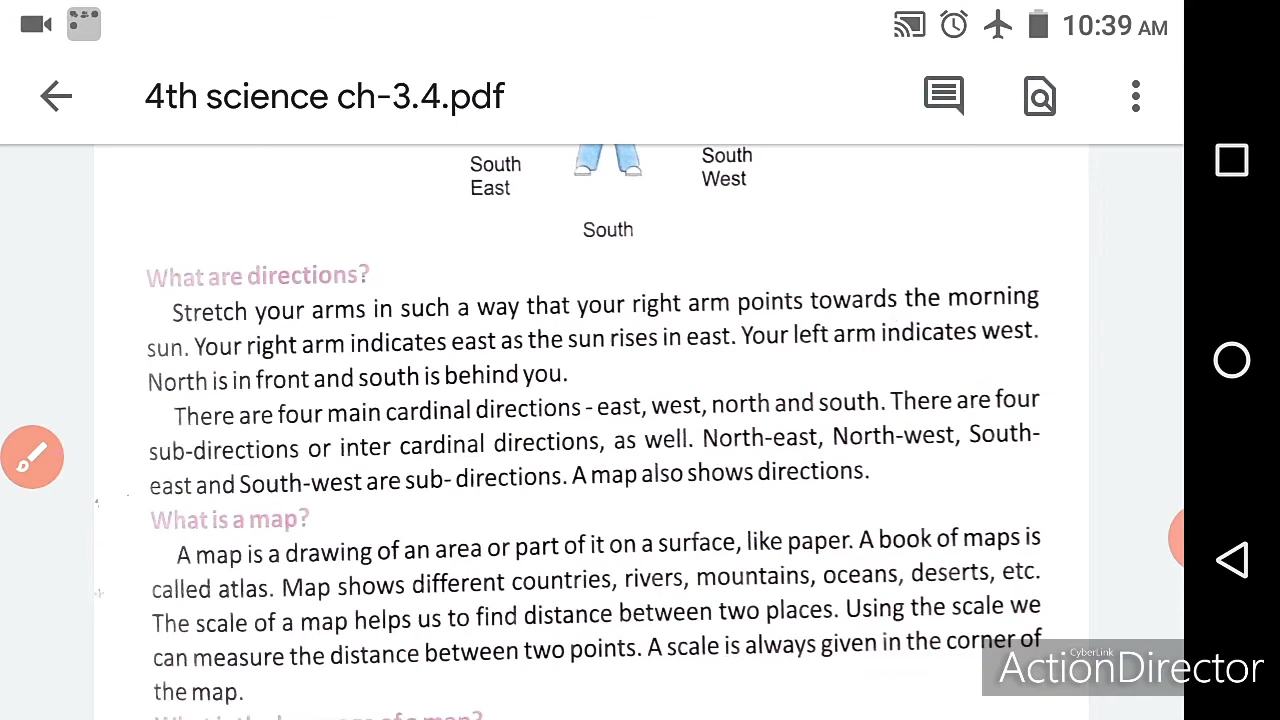 10:39 AM
4th science ch-3.4.pdf
South East
South West
South
What are directions?
Stretch your arms in such a way that your right arm points towards the morning
sun. Your right arm indicates east as the sun rises in east. Your left arm indicates west.
North is in front and south is behind you.
There are four main cardinal directions - east, west, north and south. There are four
sub-directions or inter cardinal directions, as well. North-east, North-west, South-
east and South-west are sub- directions. A map also shows directions.
What is a map?
A map is a drawing of an area or part of it on a surface, like paper. A book of maps is
called atlas. Map shows different countries, rivers, mountains, oceans, deserts, etc.
The scale of a map helps us to find distance between two places. Using the scale we
can measure the distance between two points. A scale is always given in the corner of
the map.
CyberLink
ActionDirector